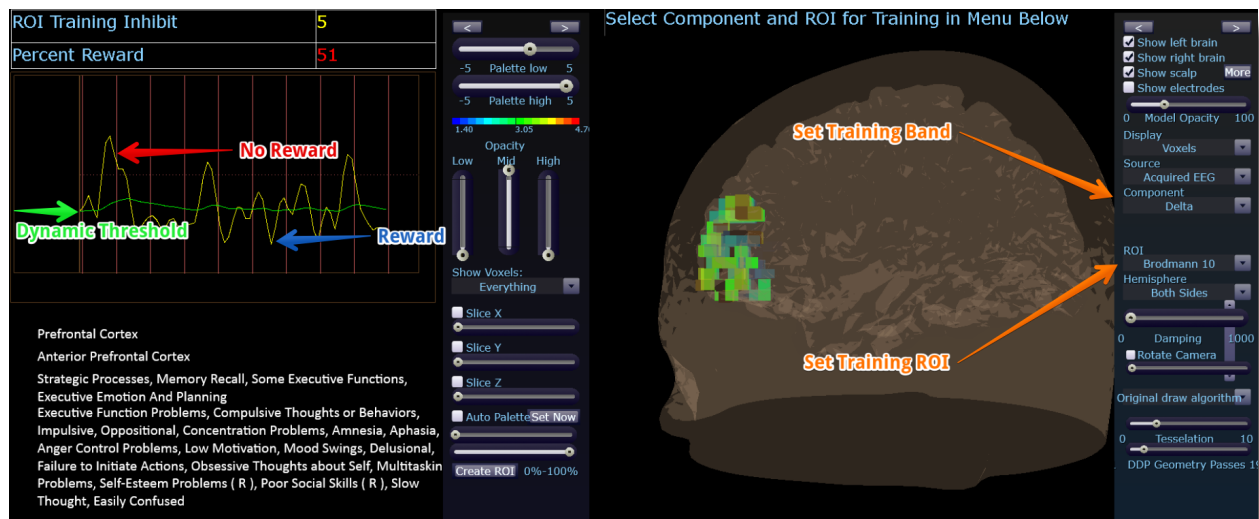 ROI Training Inhibit 5
Percent Reward 51
No Reward
Dynamic Threshold
Reward
Prefrontal Cortex
Anterior Prefrontal Cortex
Strategic Processes, Memory Recall, Some Executive Functions,
Executive Emotion And Planning
Executive Function Problems, Compulsive Thoughts or Behaviors,
Impulsive, Oppositional, Concentration Problems, Amnesia, Aphasia,
Anger Control Problems, Low Motivation, Mood Swings, Delusional,
Failure to Initiate Actions, Obsessive Thoughts about Self, Multitaskin
Problems, Self-Esteem Problems ( R ), Poor Social Skills ( R ), Slow
Thought, Easily Confused
< >
-5 Palette low 5
-5 Palette high 5
1.40 3.05 4.7
Opacity
Low Mid High
Show Voxels:
Everything
Slice X
Slice Y
Slice Z
Auto Palette Set Now
Create ROI 0%-100%
Select Component and ROI for Training in Menu Below
Set Training Band
Set Training ROI
< >
Show left brain
Show right brain
Show scalp More
Show electrodes
0 Model Opacity 100
Display
Voxels
Source
Acquired EEG
Component
Delta
ROI
Brodmann 10
Hemisphere
Both Sides
0 Damping 1000
Rotate Camera
Original draw algorithm
0 Tesselation 10
DDP Geometry Passes 1